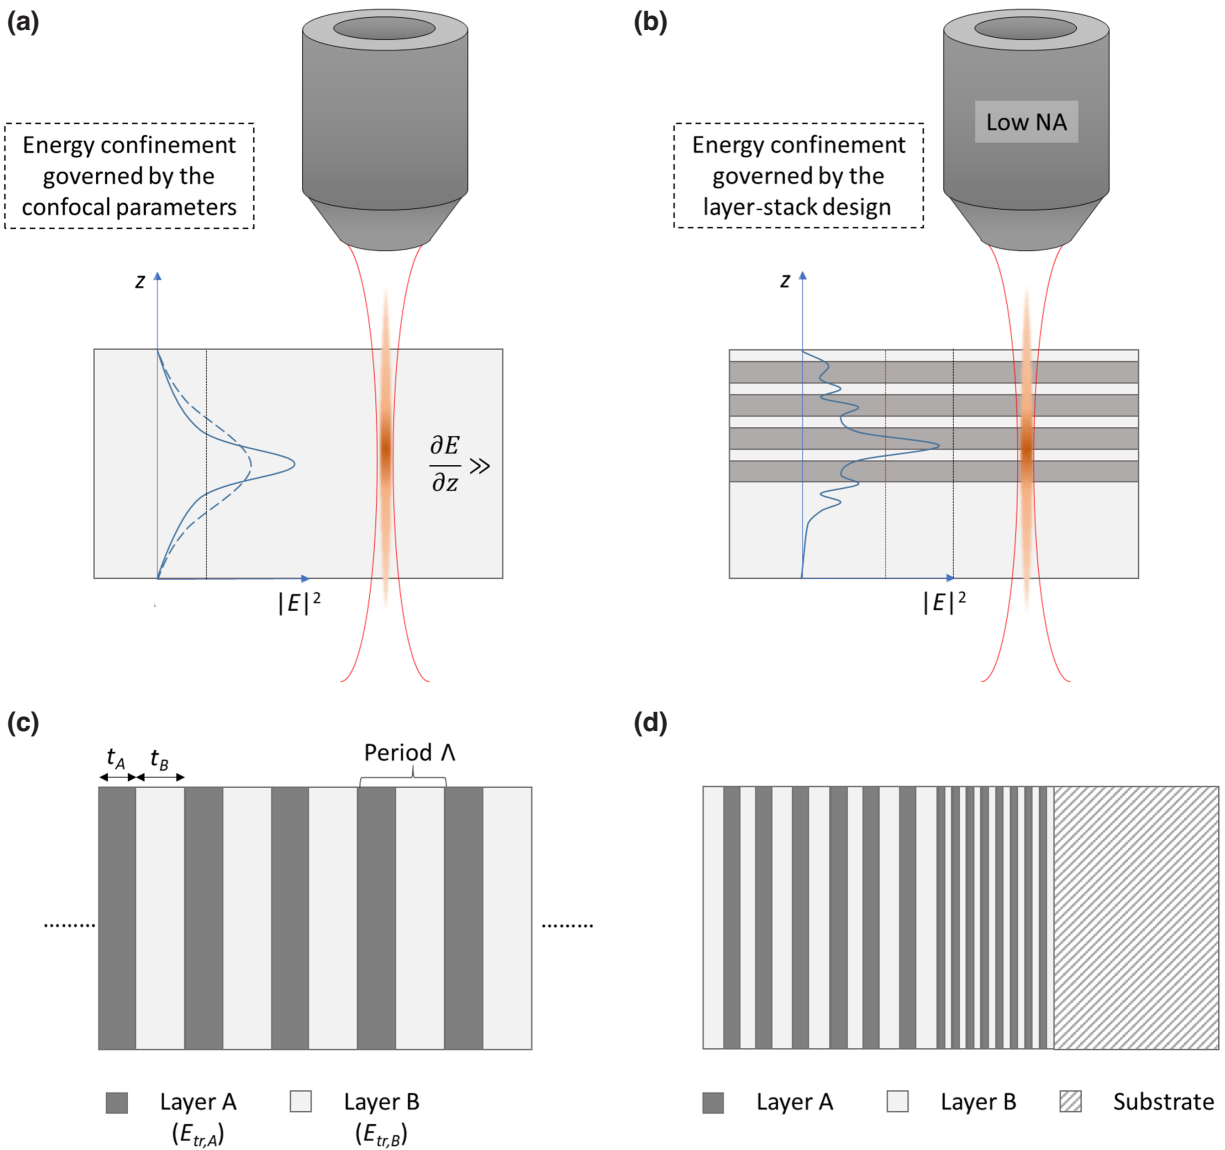 (a)
Energy confinement
governed by the
confocal parameters
z
∂E
∂z ≫
|E|²
(b)
Low NA
Energy confinement
governed by the
layer-stack design
z
|E|²
(c)
t_A t_B
Period Λ
.........
.........
Layer A
(E_tr,A)
Layer B
(E_tr,B)
(d)
Layer A
Layer B
Substrate